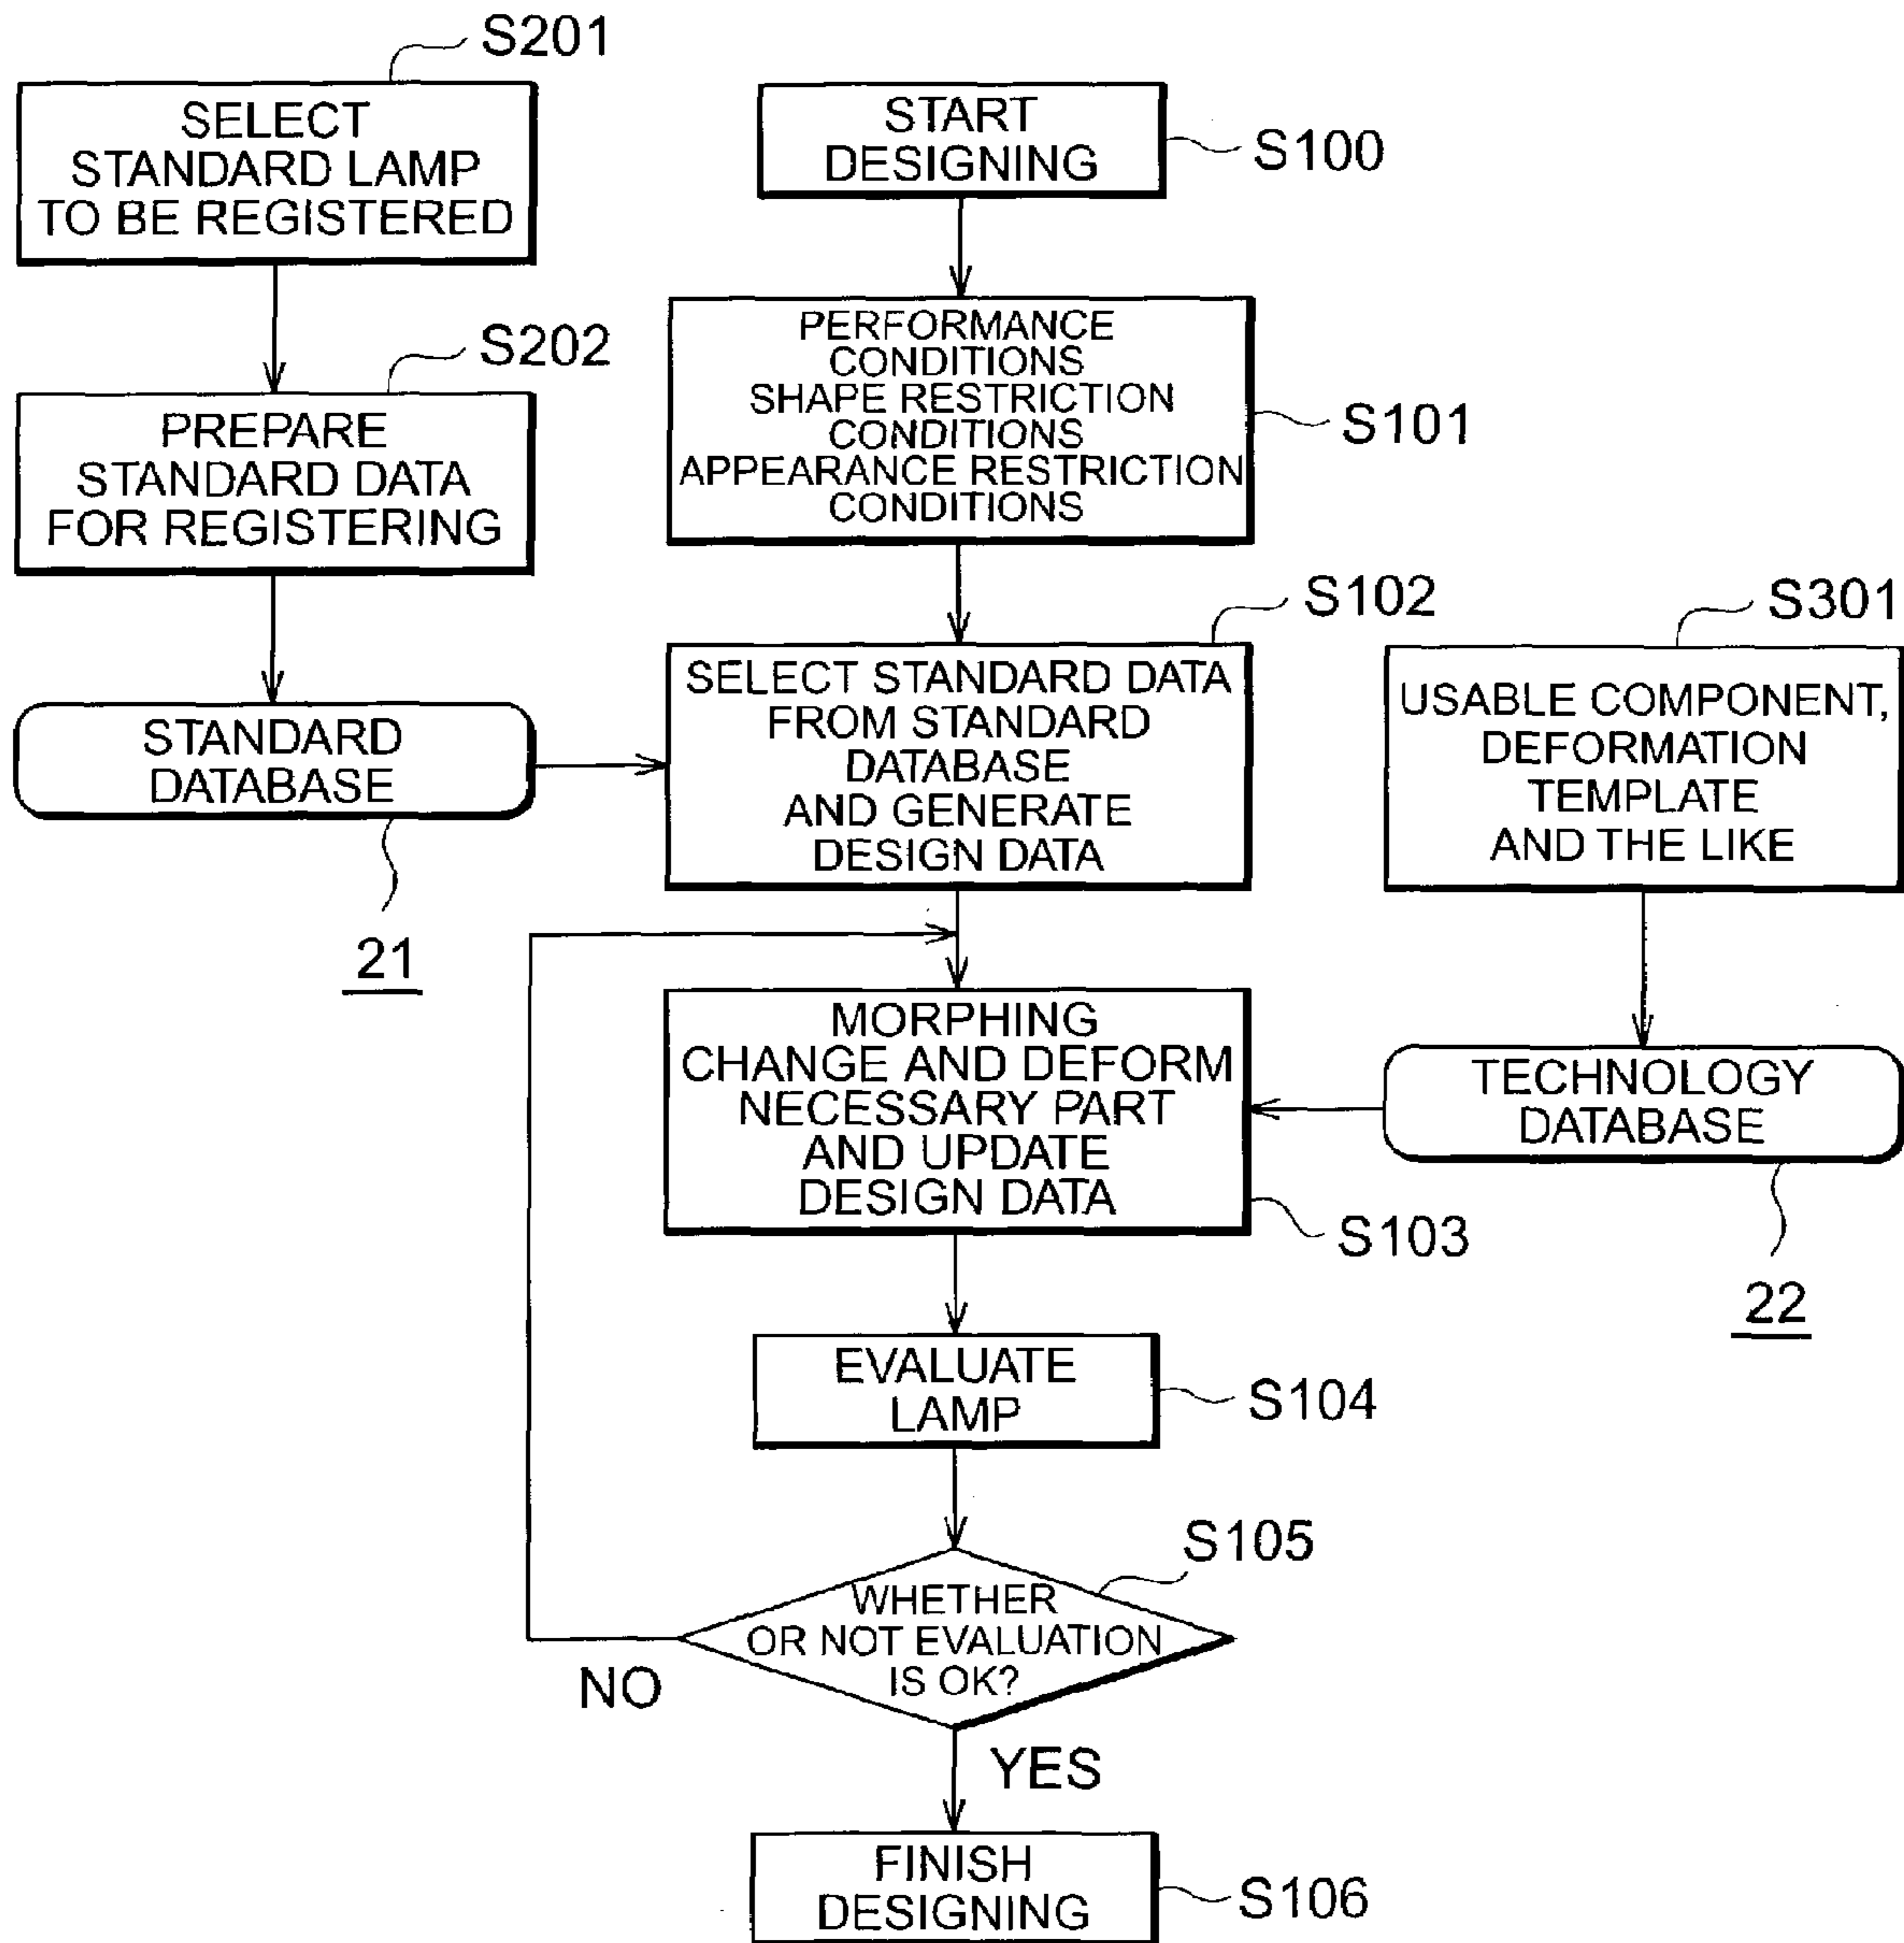 S201
SELECT
STANDARD LAMP
TO BE REGISTERED
S202
PREPARE
STANDARD DATA
FOR REGISTERING
STANDARD
DATABASE
21
START
DESIGNING
S100
PERFORMANCE
CONDITIONS
SHAPE RESTRICTION
CONDITIONS
APPEARANCE RESTRICTION
CONDITIONS
S101
S102
SELECT STANDARD DATA
FROM STANDARD
DATABASE
AND GENERATE
DESIGN DATA
S301
USABLE COMPONENT,
DEFORMATION
TEMPLATE
AND THE LIKE
TECHNOLOGY
DATABASE
22
MORPHING
CHANGE AND DEFORM
NECESSARY PART
AND UPDATE
DESIGN DATA
S103
EVALUATE
LAMP
S104
S105
WHETHER
OR NOT EVALUATION
IS OK?
NO
YES
FINISH
DESIGNING
S106